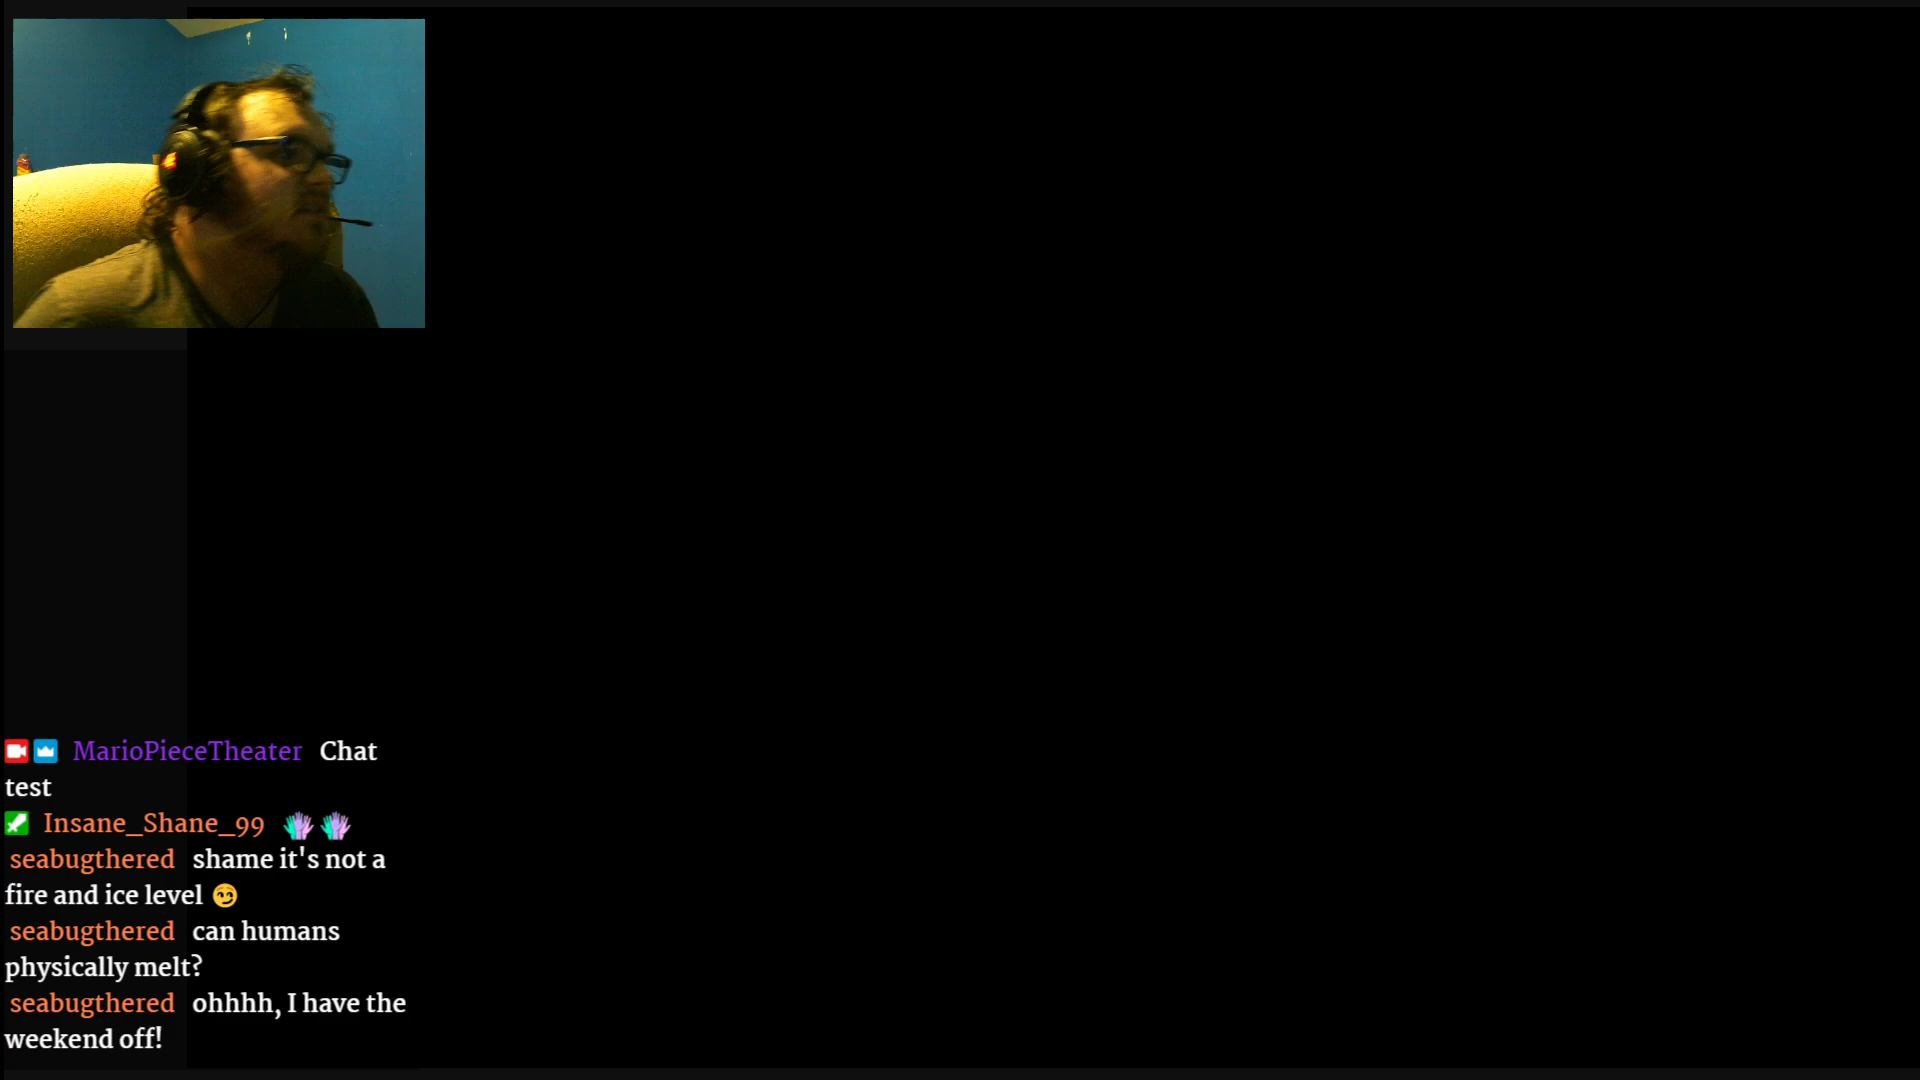 MarioPieceTheater Chat
test
Insane_Shane_99
seabugthered shame it's not a
fire and ice level 😏
seabugthered can humans
physically melt?
seabugthered ohhhh, I have the
weekend off!